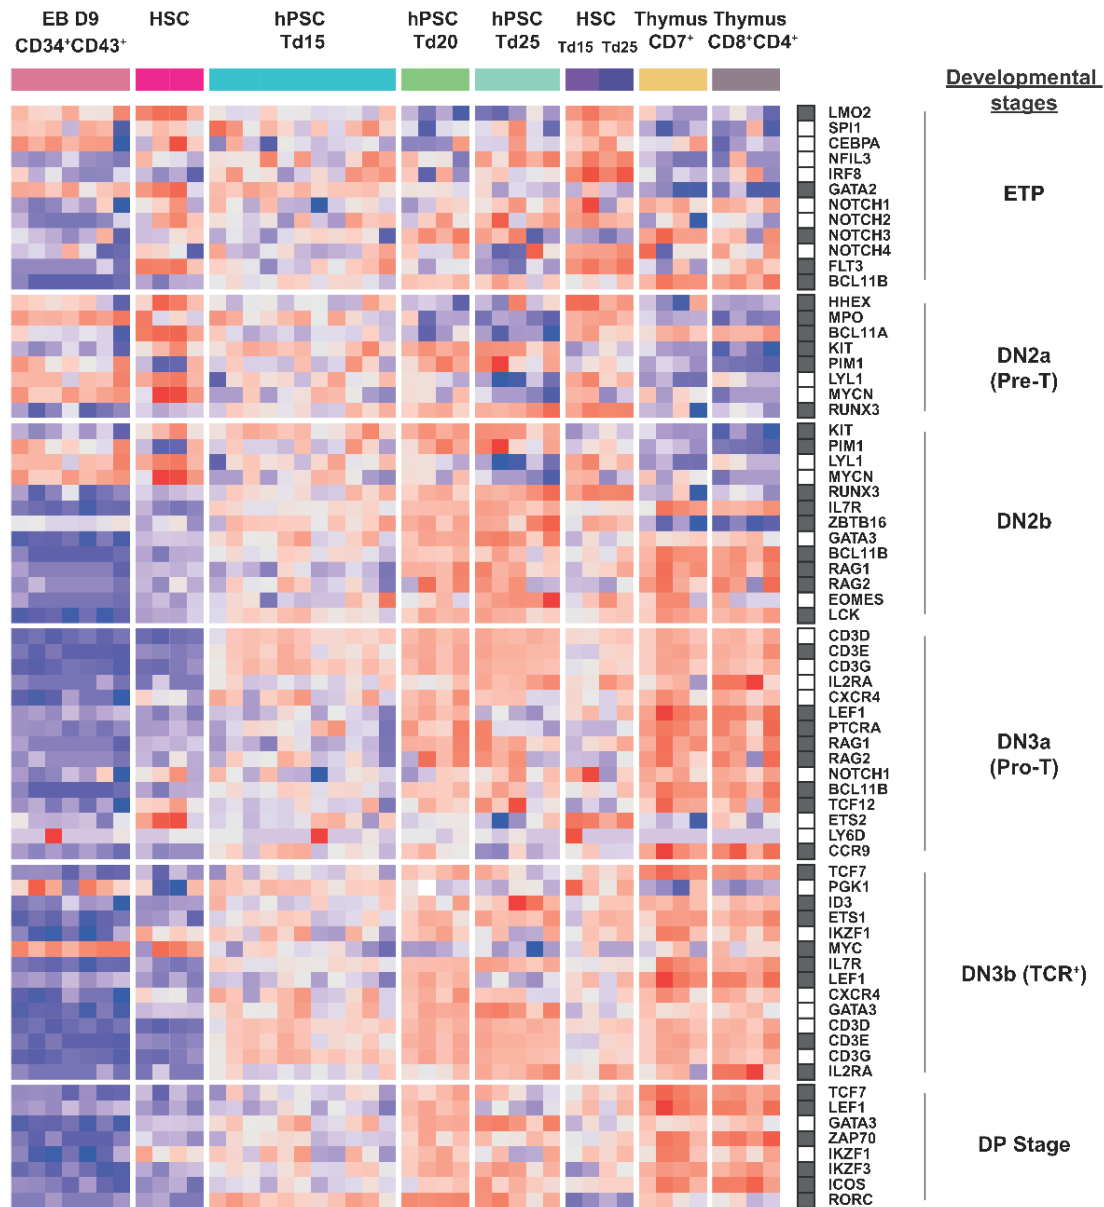 EB D9
CD34⁺CD43⁺
HSC
hPSC
Td15
hPSC
Td20
hPSC
Td25
HSC
Td15 Td25
Thymus
CD7⁺
Thymus
CD8⁺CD4⁺
Developmental
stages
LMO2
SPI1
CEBPA
NFIL3
IRF8
GATA2
NOTCH1
NOTCH2
NOTCH3
NOTCH4
FLT3
BCL11B
ETP
HHEX
MPO
BCL11A
KIT
PIM1
LYL1
MYCN
RUNX3
DN2a
(Pre-T)
KIT
PIM1
LYL1
MYCN
RUNX3
IL7R
ZBTB16
GATA3
BCL11B
RAG1
RAG2
EOMES
LCK
DN2b
CD3D
CD3E
CD3G
IL2RA
CXCR4
LEF1
PTCRA
RAG1
RAG2
NOTCH1
BCL11B
TCF12
ETS2
LY6D
CCR9
DN3a
(Pro-T)
TCF7
PGK1
ID3
ETS1
IKZF1
MYC
IL7R
LEF1
CXCR4
GATA3
CD3D
CD3E
CD3G
IL2RA
DN3b (TCR⁺)
TCF7
LEF1
GATA3
ZAP70
IKZF1
IKZF3
ICOS
RORC
DP Stage